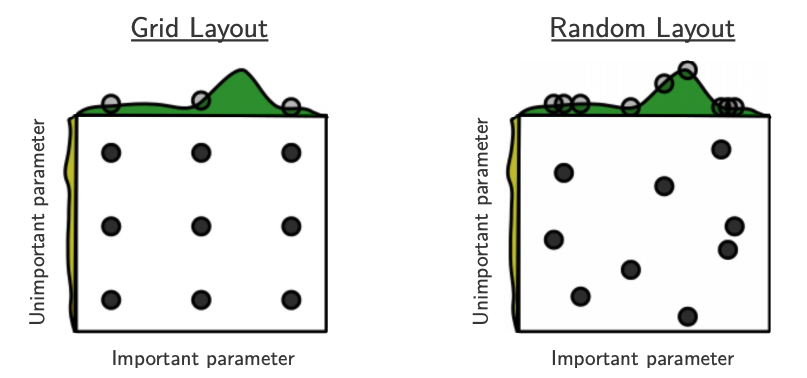 Grid Layout
Random Layout
Unimportant parameter
Important parameter
Unimportant parameter
Important parameter